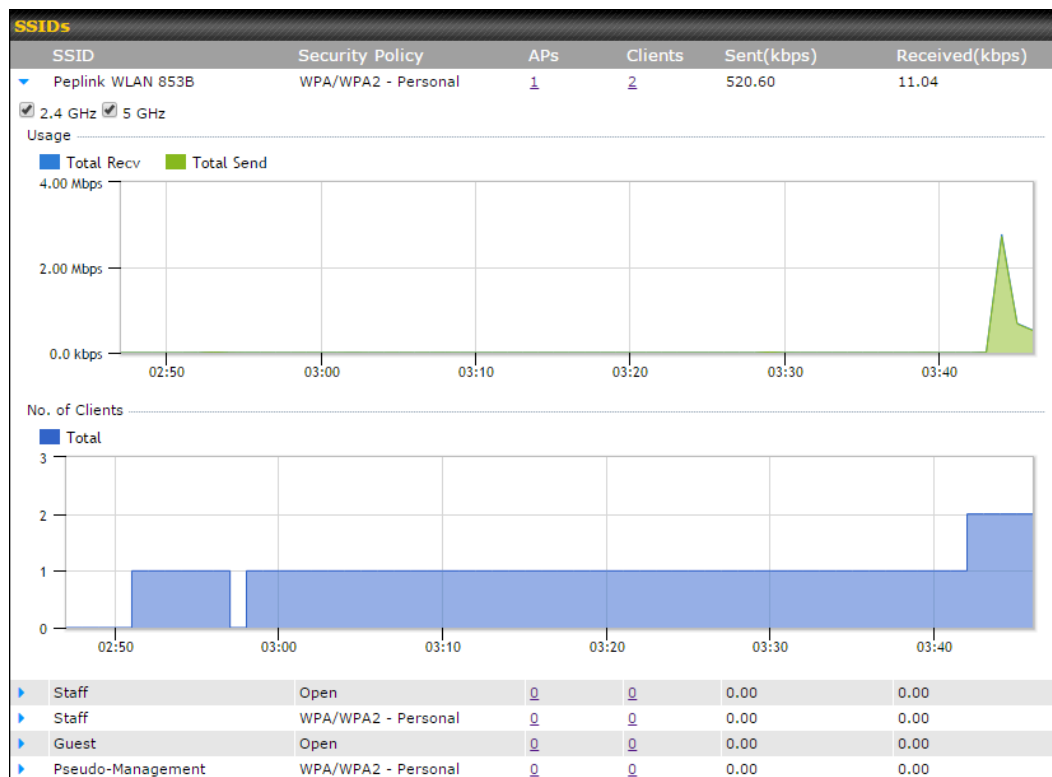 SSIDs
SSID Security Policy APs Clients Sent(kbps) Received(kbps)
Peplink WLAN 853B WPA/WPA2 - Personal 1 2 520.60 11.04
2.4 GHz 5 GHz
Usage
Total Recv Total Send
4.00 Mbps
2.00 Mbps
0.0 kbps
02:50 03:00 03:10 03:20 03:30 03:40
No. of Clients
Total
3
2
1
0
02:50 03:00 03:10 03:20 03:30 03:40
Staff Open 0 0 0.00 0.00
Staff WPA/WPA2 - Personal 0 0 0.00 0.00
Guest Open 0 0 0.00 0.00
Pseudo-Management WPA/WPA2 - Personal 0 0 0.00 0.00